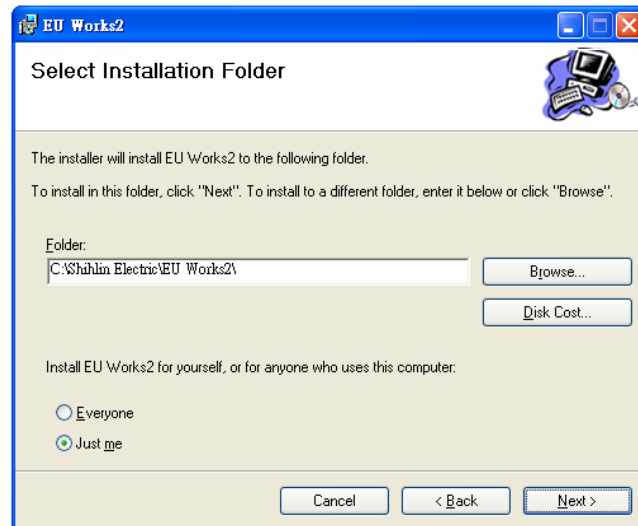 EU Works2
Select Installation Folder
The installer will install EU Works2 to the following folder.
To install in this folder, click "Next". To install to a different folder, enter it below or click "Browse".
Folder:
C:\Shihlin Electric\EU Works2\
Browse...
Disk Cost...
Install EU Works2 for yourself, or for anyone who uses this computer:
Everyone
Just me
Cancel
< Back
Next >